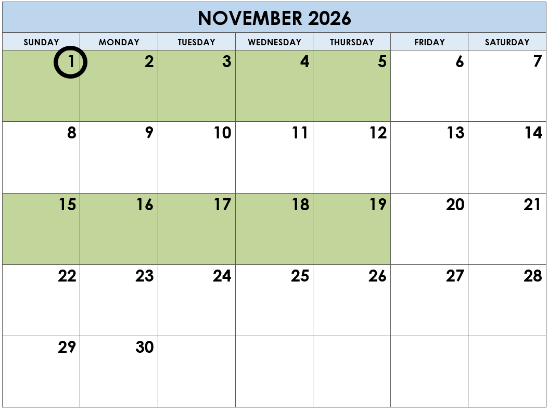 NOVEMBER 2026
SUNDAY MONDAY TUESDAY WEDNESDAY THURSDAY FRIDAY SATURDAY
1 2 3 4 5 6 7
8 9 10 11 12 13 14
15 16 17 18 19 20 21
22 23 24 25 26 27 28
29 30